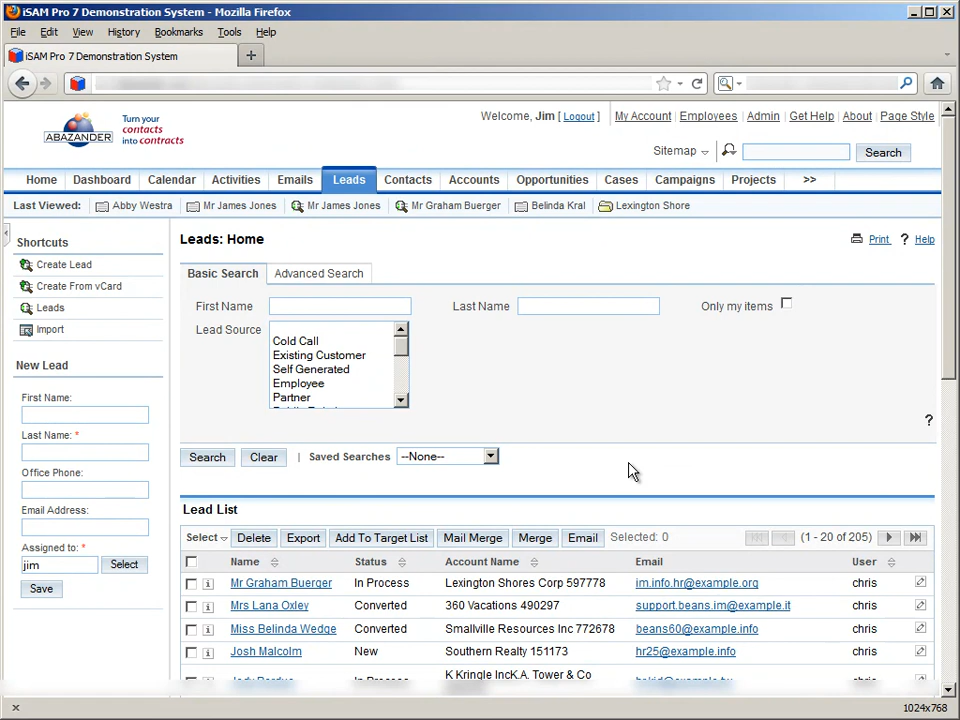 iSAM Pro 7 Demonstration System - Mozilla Firefox
File Edit View History Bookmarks Tools Help
iSAM Pro 7 Demonstration System
ABAZANDER
Turn your
contacts
into contracts
Welcome, Jim [ Logout ] My Account Employees Admin Get Help About Page Style
Sitemap Search
Home Dashboard Calendar Activities Emails Leads Contacts Accounts Opportunities Cases Campaigns Projects >>
Last Viewed: Abby Westra Mr James Jones Mr James Jones Mr Graham Buerger Belinda Kral Lexington Shore
Shortcuts
Create Lead
Create From vCard
Leads
Import
New Lead
First Name:
Last Name: *
Office Phone:
Email Address:
Assigned to: *
jim Select
Save
Leads: Home
Print ? Help
Basic Search Advanced Search
First Name Last Name Only my items
Lead Source
Cold Call
Existing Customer
Self Generated
Employee
Partner
?
Search Clear | Saved Searches --None--
Lead List
Select Delete Export Add To Target List Mail Merge Merge Email Selected: 0 (1 - 20 of 205)
Name Status Account Name Email User
Mr Graham Buerger In Process Lexington Shores Corp 597778 im.info.hr@example.org chris
Mrs Lana Oxley Converted 360 Vacations 490297 support.beans.im@example.it chris
Miss Belinda Wedge Converted Smallville Resources Inc 772678 beans60@example.info chris
Josh Malcolm New Southern Realty 151173 hr25@example.info chris
In Process K Kringle IncK.A. Tower & Co chris
1024x768